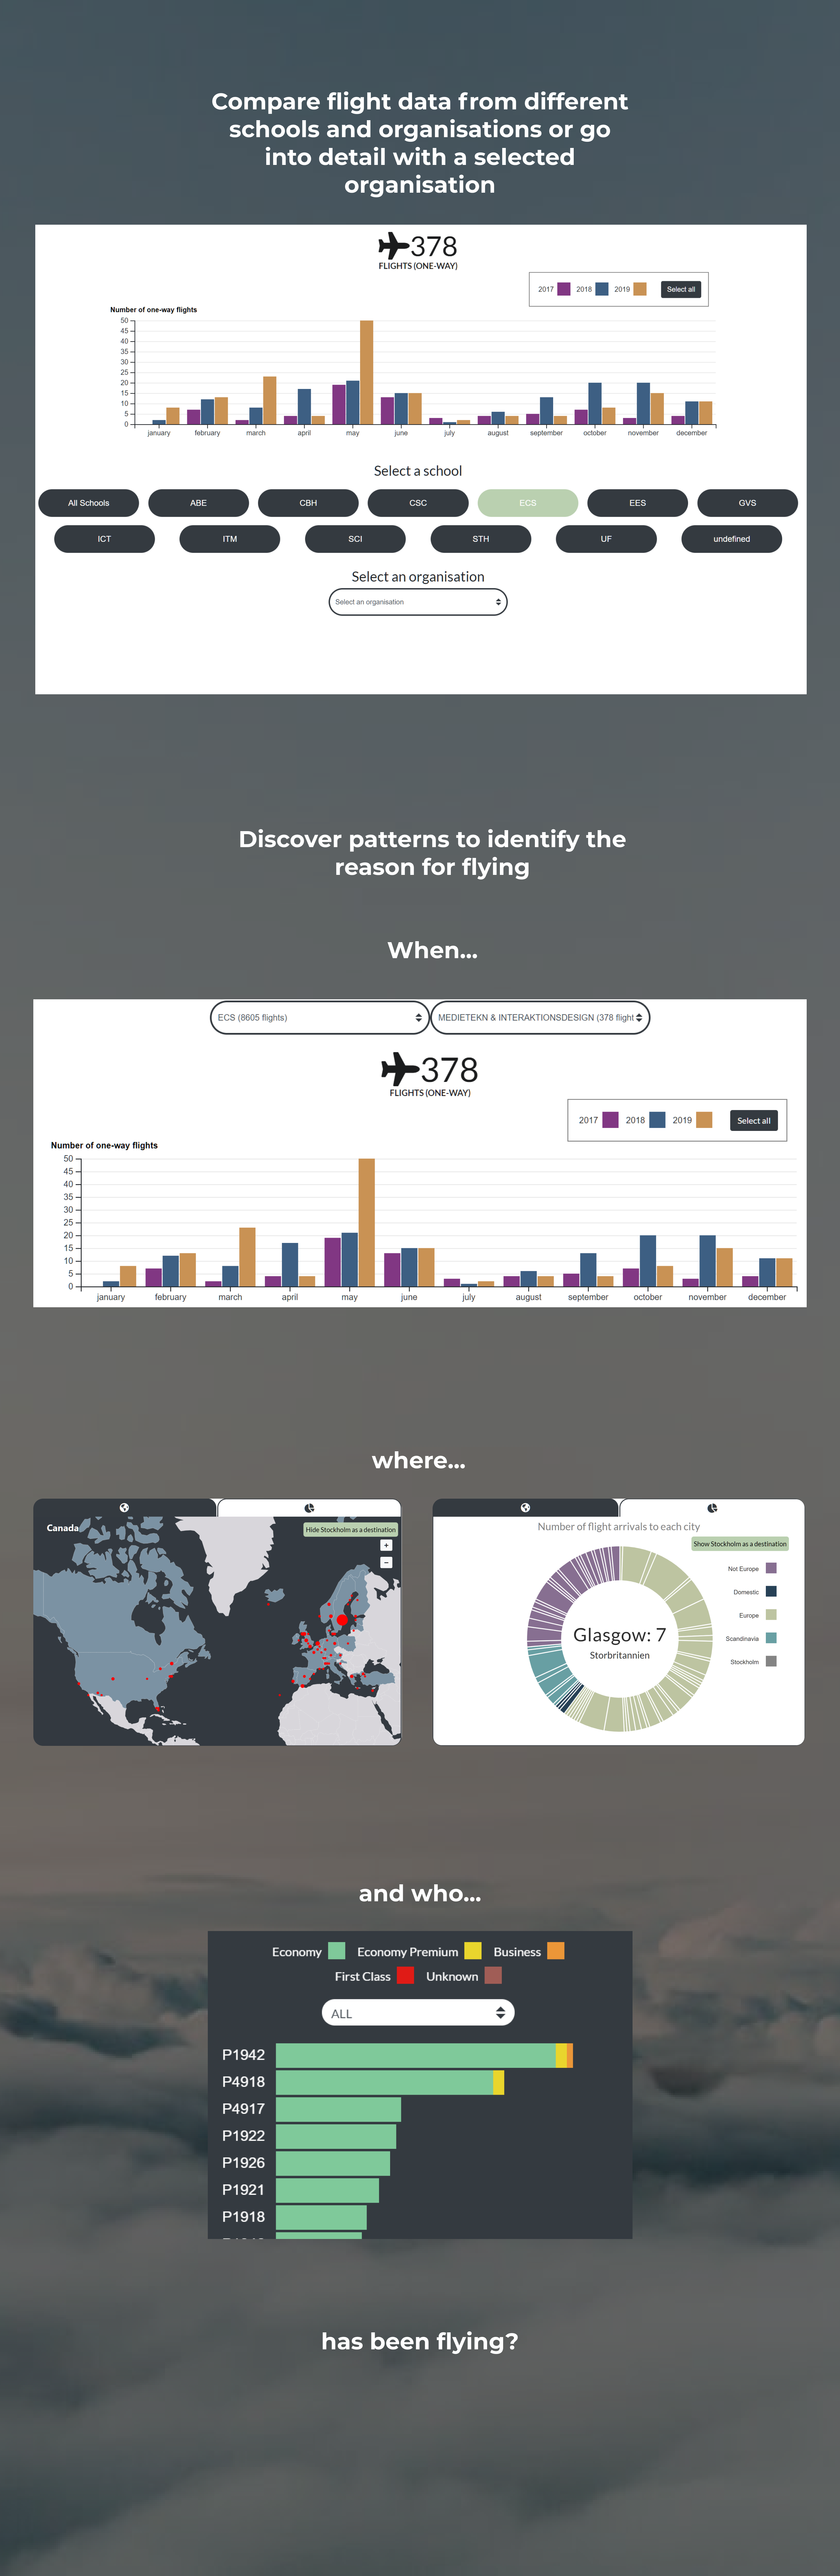 Compare flight data from different
schools and organisations or go
into detail with a selected
organisation
378
FLIGHTS (ONE-WAY)
2017 2018 2019 Select all
Number of one-way flights
50
45
40
35
30
25
20
15
10
5
0
january february march april may june july august september october november december
Select a school
All Schools ABE CBH CSC ECS EES GVS
ICT ITM SCI STH UF undefined
Select an organisation
Select an organisation
Discover patterns to identify the
reason for flying
When...
ECS (8605 flights) MEDIETEKN & INTERAKTIONSDESIGN (378 flight
378
FLIGHTS (ONE-WAY)
2017 2018 2019 Select all
Number of one-way flights
50
45
40
35
30
25
20
15
10
5
0
january february march april may june july august september october november december
where...
Canada
Hide Stockholm as a destination
+
−
Number of flight arrivals to each city
Show Stockholm as a destination
Not Europe
Domestic
Europe
Scandinavia
Stockholm
Glasgow: 7
Storbritannien
and who...
Economy Economy Premium Business
First Class Unknown
ALL
P1942
P4918
P4917
P1922
P1926
P1921
P1918
has been flying?